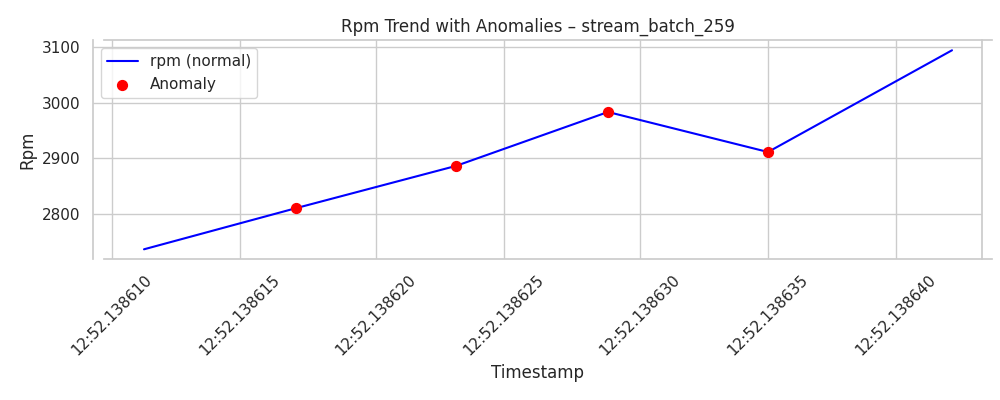 Rpm Trend with Anomalies – stream_batch_259
rpm (normal)
Anomaly
3100
3000
2900
2800
Rpm
12:52.138610
12:52.138615
12:52.138620
12:52.138625
12:52.138630
12:52.138635
12:52.138640
Timestamp